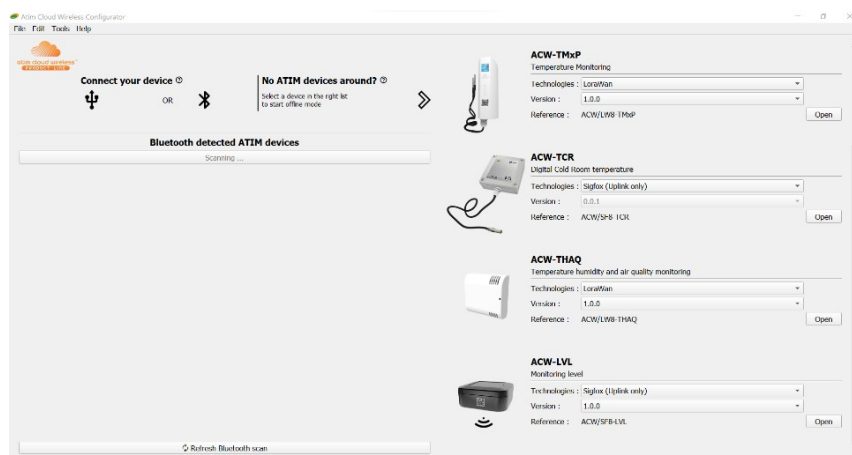 Atim Cloud Wireless Configurator
File Edit Tools Help
atim cloud wireless
PRODUCT LINE
Connect your device
OR
No ATIM devices around?
Select a device in the right list
to start offline mode
Bluetooth detected ATIM devices
Scanning ...
Refresh Bluetooth scan
ACW-TMxP
Temperature Monitoring
Technologies : LoraWan
Version : 1.0.0
Reference : ACW/LW8-TMxP Open
ACW-TCR
Digital Cold Room temperature
Technologies : Sigfox (Uplink only)
Version : 0.0.1
Reference : ACW/SF8-TCR Open
ACW-THAQ
Temperature humidity and air quality monitoring
Technologies : LoraWan
Version : 1.0.0
Reference : ACW/LW8-THAQ Open
ACW-LVL
Monitoring level
Technologies : Sigfox (Uplink only)
Version : 1.0.0
Reference : ACW/SF8-LVL Open